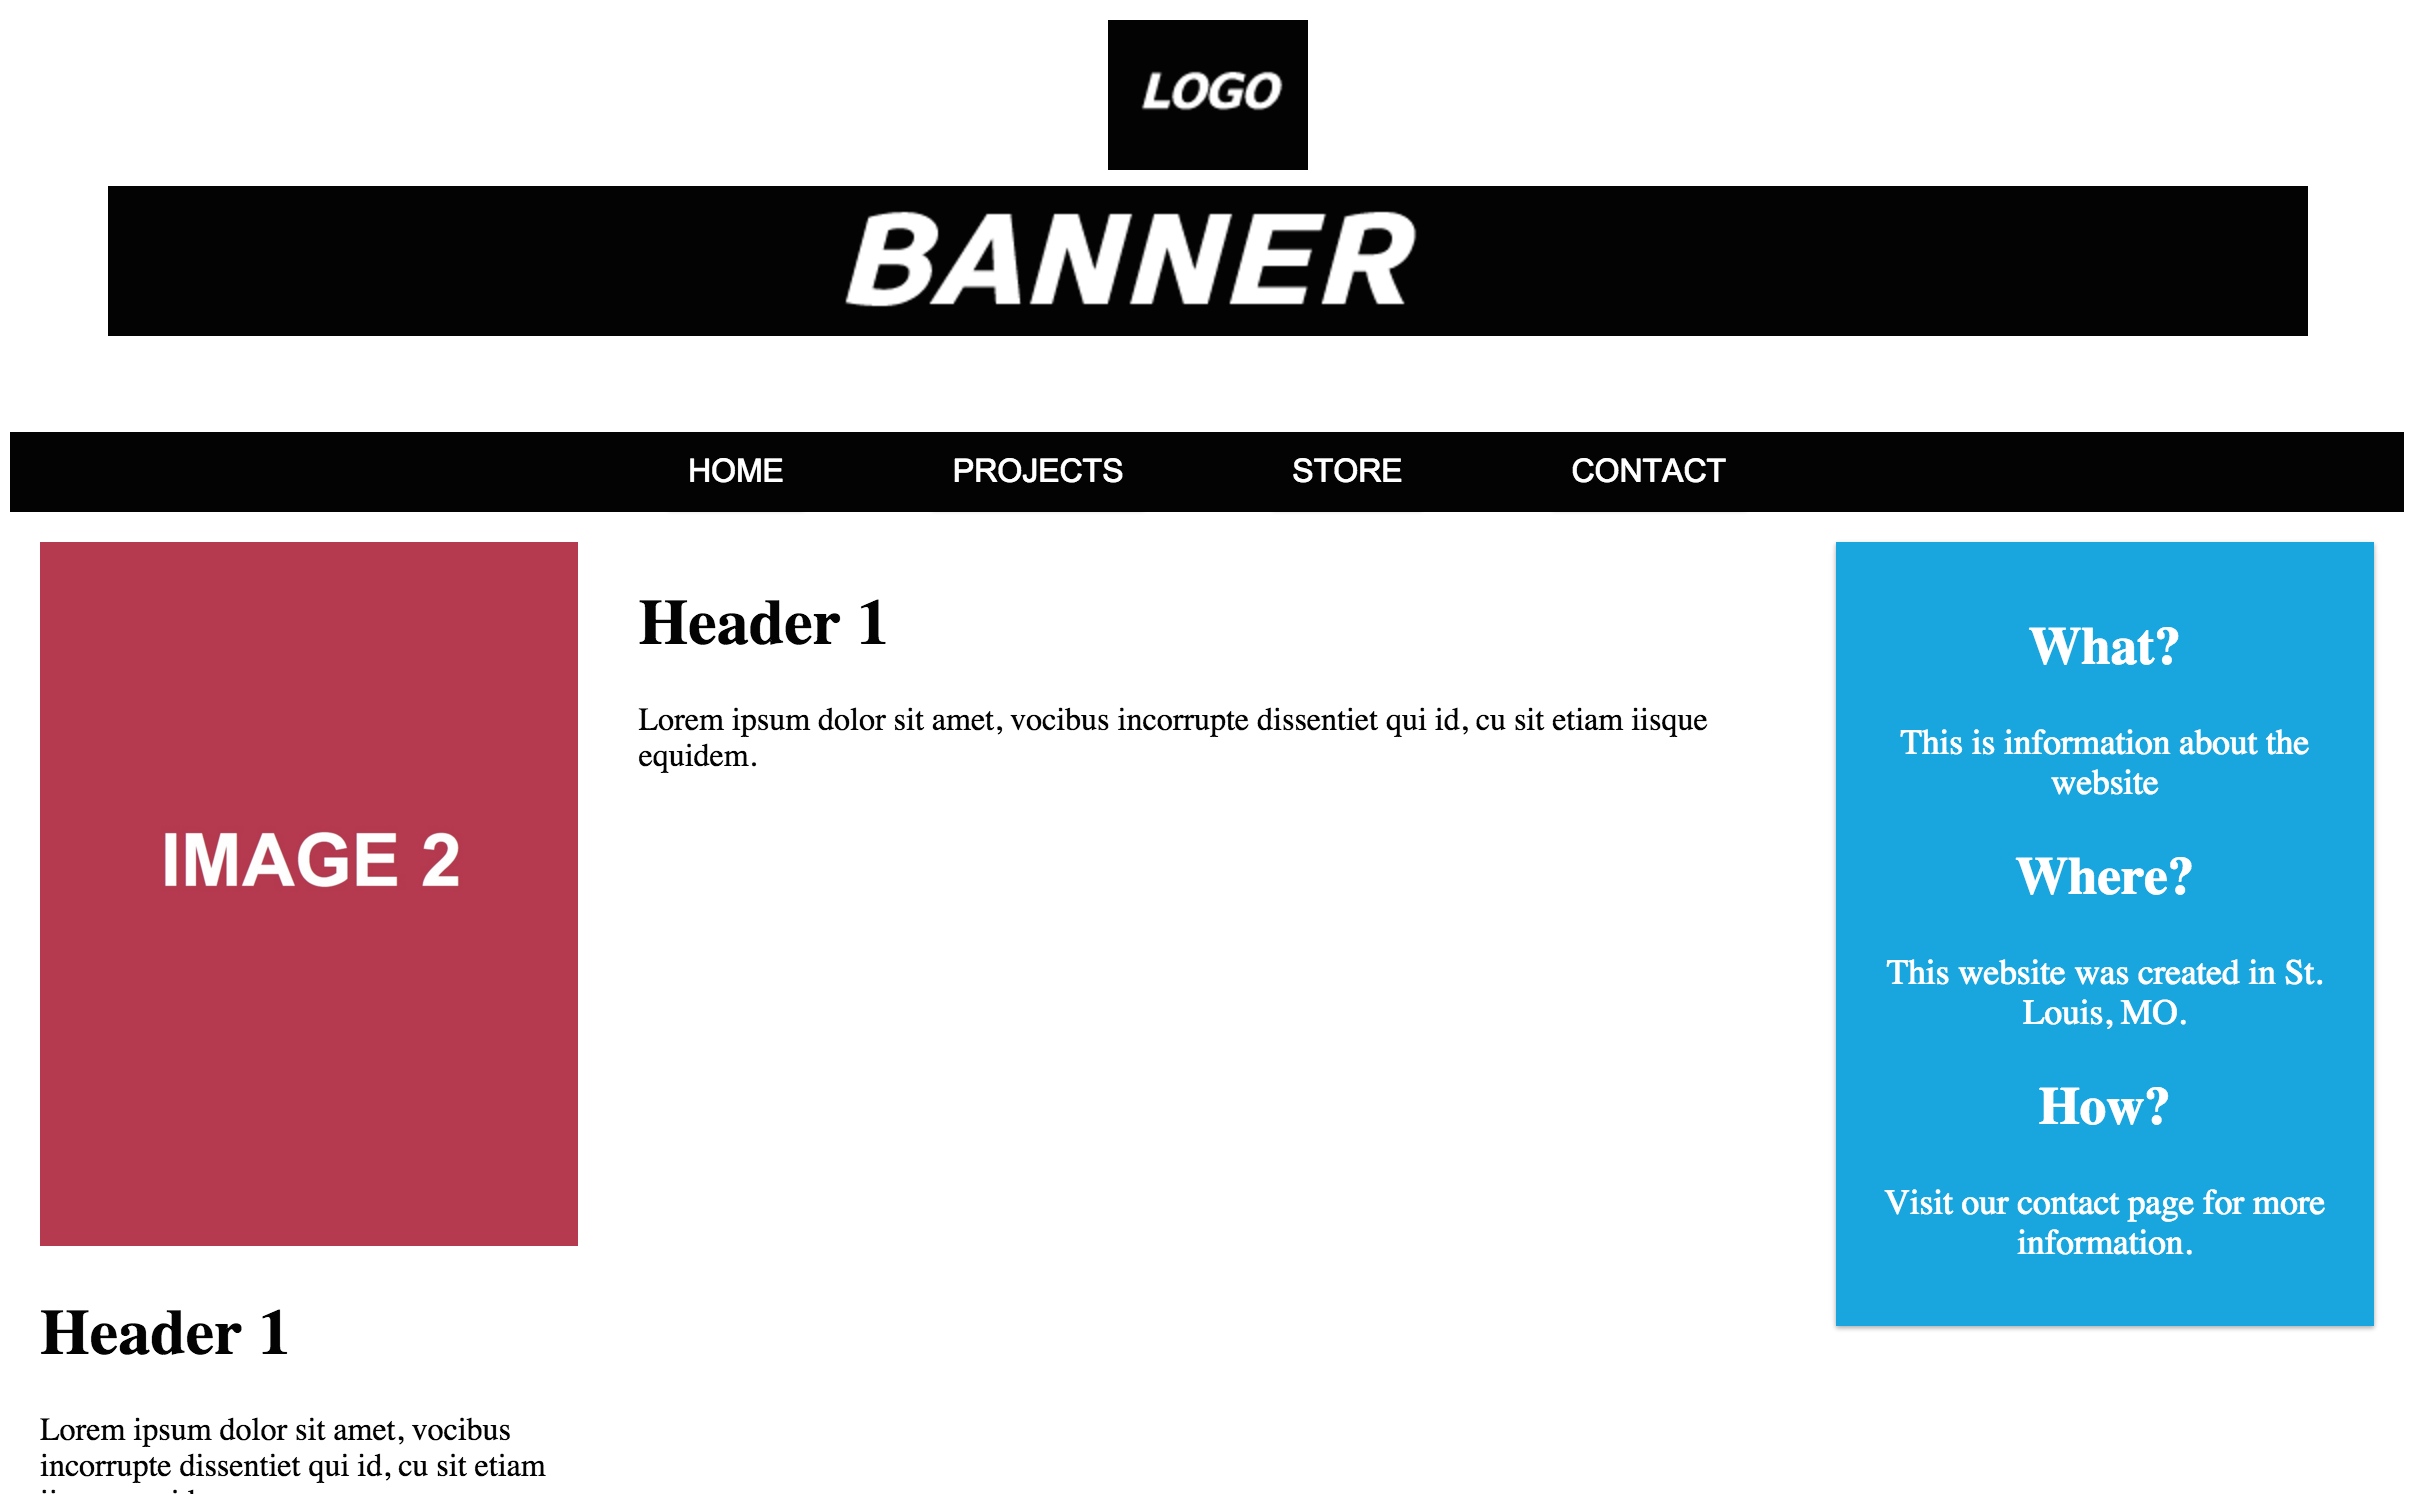 LOGO
BANNER
HOME PROJECTS STORE CONTACT
IMAGE 2
Header 1
Lorem ipsum dolor sit amet, vocibus
incorrupte dissentiet qui id, cu sit etiam
Header 1
Lorem ipsum dolor sit amet, vocibus incorrupte dissentiet qui id, cu sit etiam iisque
equidem.
What?
This is information about the
website
Where?
This website was created in St.
Louis, MO.
How?
Visit our contact page for more
information.